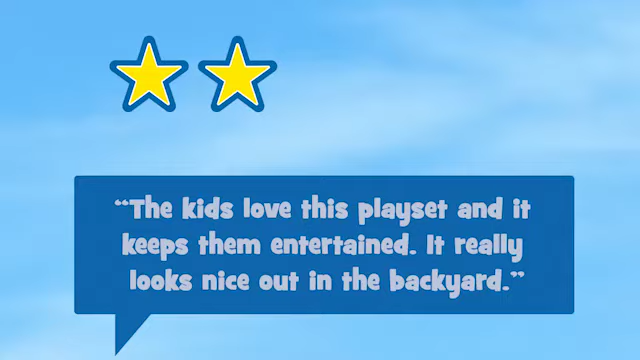 “The kids love this playset and it
keeps them entertained. It really
looks nice out in the backyard.”